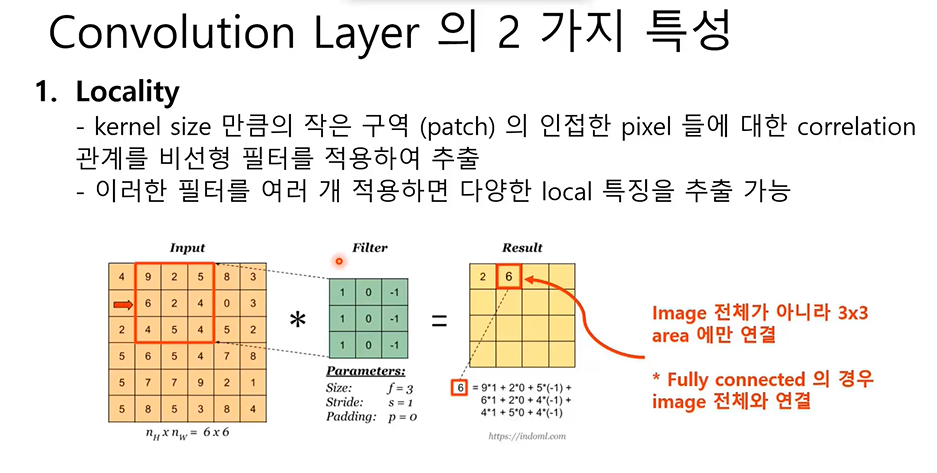 Convolution Layer 의 2 가지 특성
1. Locality
- kernel size 만큼의 작은 구역 (patch) 의 인접한 pixel 들에 대한 correlation
관계를 비선형 필터를 적용하여 추출
- 이러한 필터를 여러 개 적용하면 다양한 local 특징을 추출 가능
Input
4 9 2 5 8 3
6 2 4 0 3
2 4 5 4 5 2
5 6 5 4 7 8
5 7 7 9 2 1
5 8 5 3 8 4
n_H x n_W = 6 x 6
*
Filter
1 0 -1
1 0 -1
1 0 -1
Parameters:
Size: f = 3
Stride: s = 1
Padding: p = 0
=
Result
2 6
6 = 9*1 + 2*0 + 5*(-1) +
6*1 + 2*0 + 4*(-1) +
4*1 + 5*0 + 4*(-1)
https://indoml.com
Image 전체가 아니라 3x3
area 에만 연결
* Fully connected 의 경우
image 전체와 연결